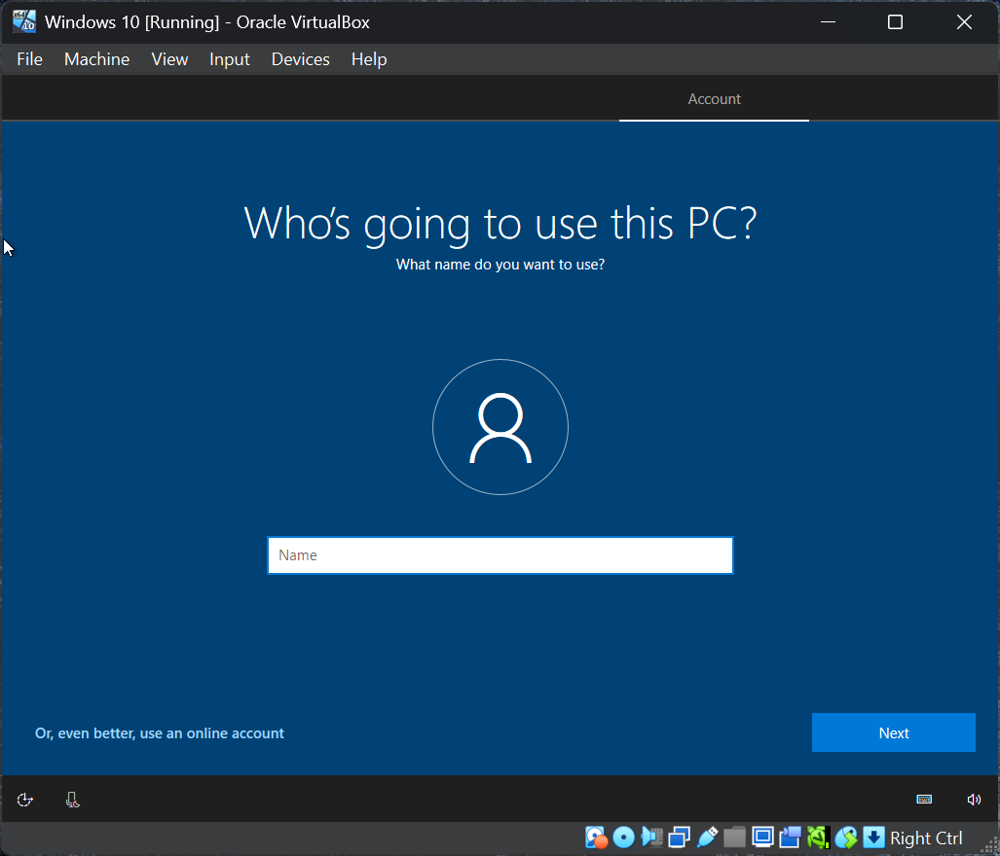 Windows 10 [Running] - Oracle VirtualBox
File Machine View Input Devices Help
Account
Who's going to use this PC?
What name do you want to use?
Name
Or, even better, use an online account
Next
Right Ctrl